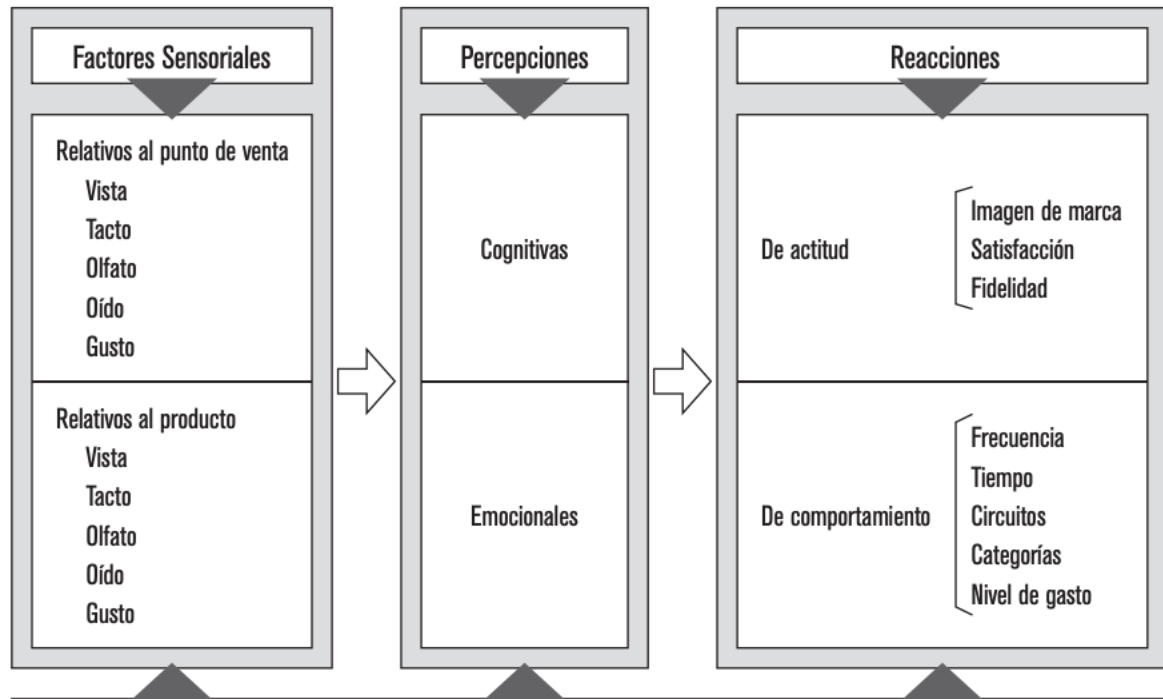 Factores Sensoriales
Relativos al punto de venta
Vista
Tacto
Olfato
Oído
Gusto
Relativos al producto
Vista
Tacto
Olfato
Oído
Gusto
Percepciones
Cognitivas
Emocionales
Reacciones
De actitud
Imagen de marca
Satisfacción
Fidelidad
De comportamiento
Frecuencia
Tiempo
Circuitos
Categorías
Nivel de gasto